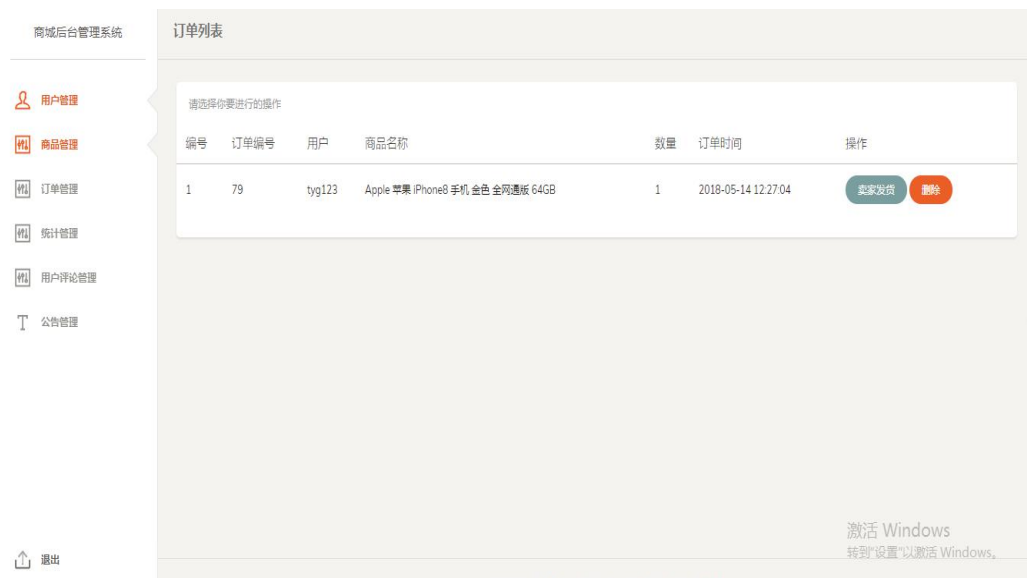 商城后台管理系统
订单列表
用户管理
商品管理
订单管理
统计管理
用户评论管理
公告管理
退出
请选择你要进行的操作
编号 订单编号 用户 商品名称 数量 订单时间 操作
1 79 tyg123 Apple 苹果 iPhone8 手机 金色 全网通版 64GB 1 2018-05-14 12:27:04 卖家发货 删除
激活 Windows
转到"设置"以激活 Windows。